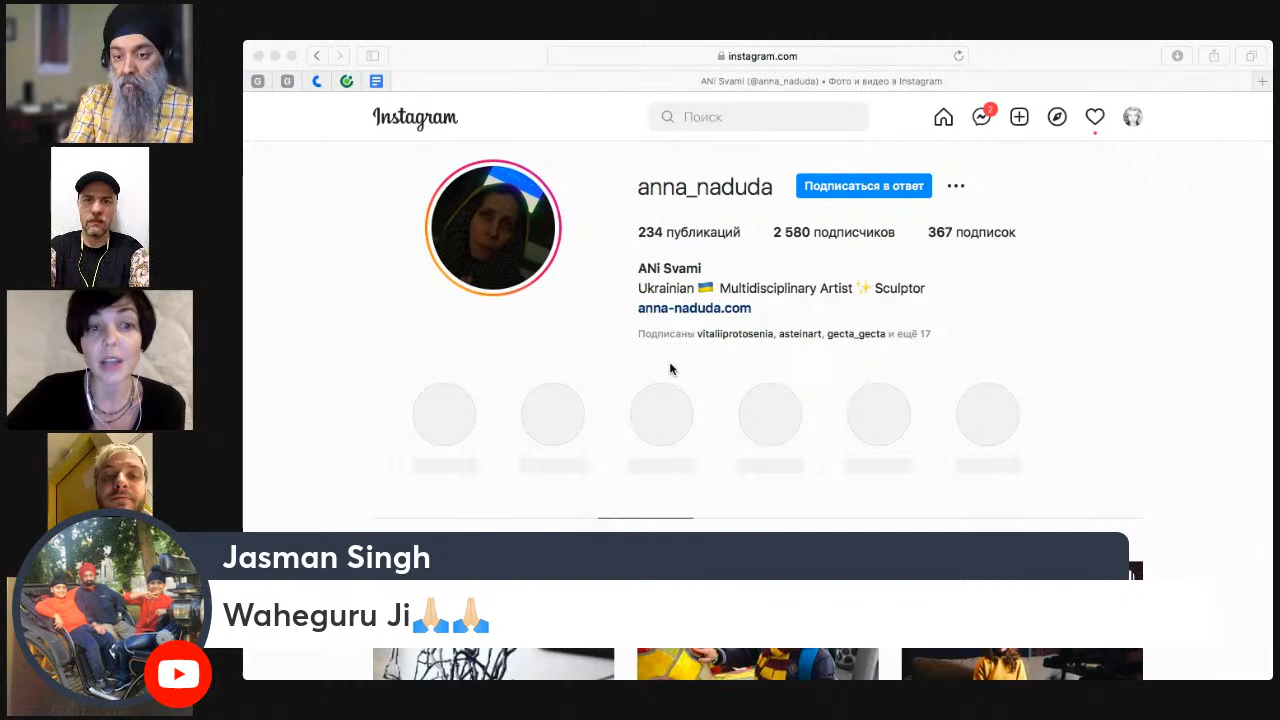 instagram.com
G
G
ANi Svami (@anna_naduda) • Фото и видео в Instagram
Instagram
Поиск
2
anna_naduda
Подписаться в ответ
234 публикаций
2 580 подписчиков
367 подписок
ANi Svami
Ukrainian 🇺🇦 Multidisciplinary Artist ✨ Sculptor
anna-naduda.com
Подписаны vitaliiprotosenia, asteinart, gecta_gecta и ещё 17
Jasman Singh
Waheguru Ji🙏🏻🙏🏻